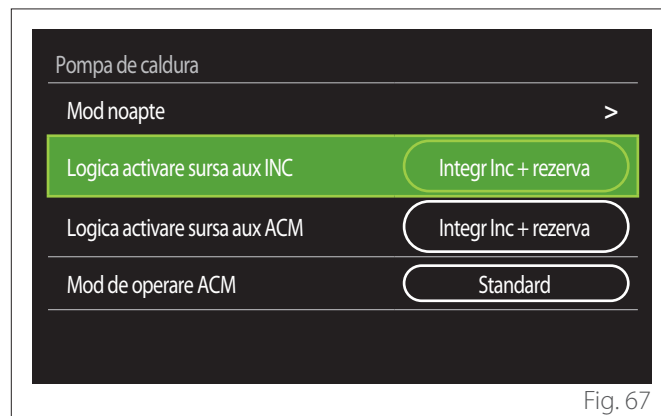 Pompa de caldura
Mod noapte >
Logica activare sursa aux INC Integr Inc + rezerva
Logica activare sursa aux ACM Integr Inc + rezerva
Mod de operare ACM Standard
Fig. 67